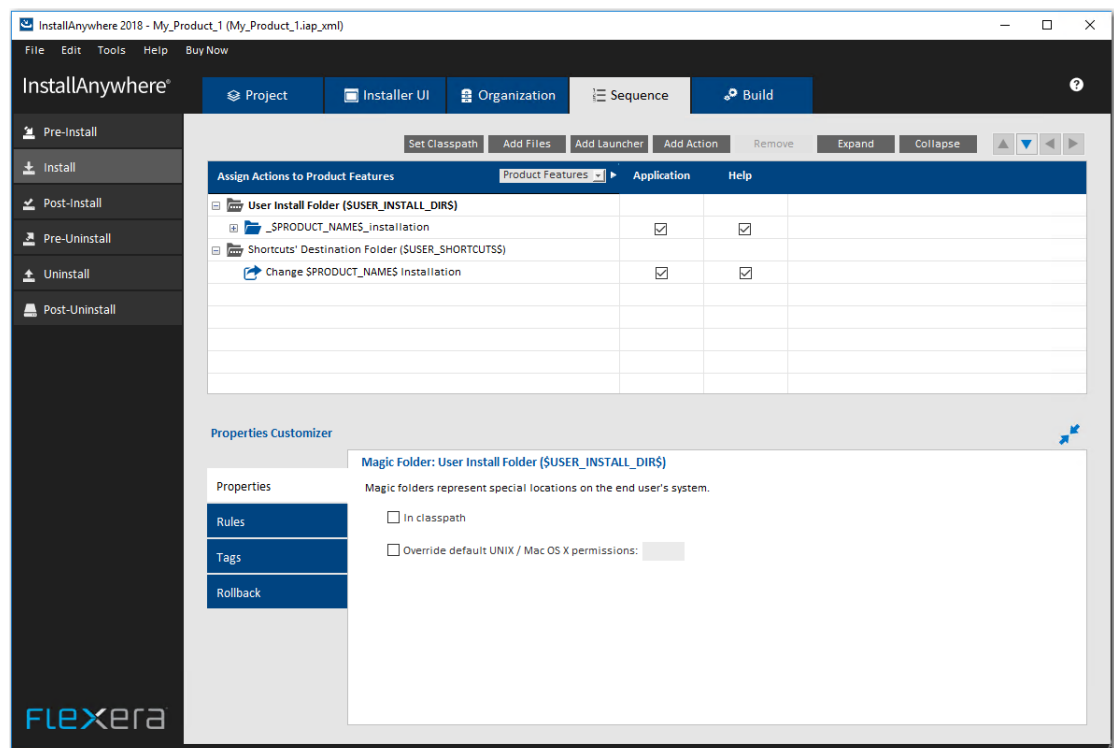 InstallAnywhere 2018 - My_Product_1 (My_Product_1.iap_xml)
File Edit Tools Help Buy Now
InstallAnywhere®
Project Installer UI Organization Sequence Build
Pre-Install
Install
Post-Install
Pre-Uninstall
Uninstall
Post-Uninstall
Set Classpath Add Files Add Launcher Add Action Remove Expand Collapse
Assign Actions to Product Features Product Features Application Help
User Install Folder ($USER_INSTALL_DIR$)
_$PRODUCT_NAME$_installation
Shortcuts' Destination Folder ($USER_SHORTCUTS$)
Change $PRODUCT_NAME$ Installation
Properties Customizer
Properties
Rules
Tags
Rollback
Magic Folder: User Install Folder ($USER_INSTALL_DIR$)
Magic folders represent special locations on the end user's system.
In classpath
Override default UNIX / Mac OS X permissions:
FLEXera